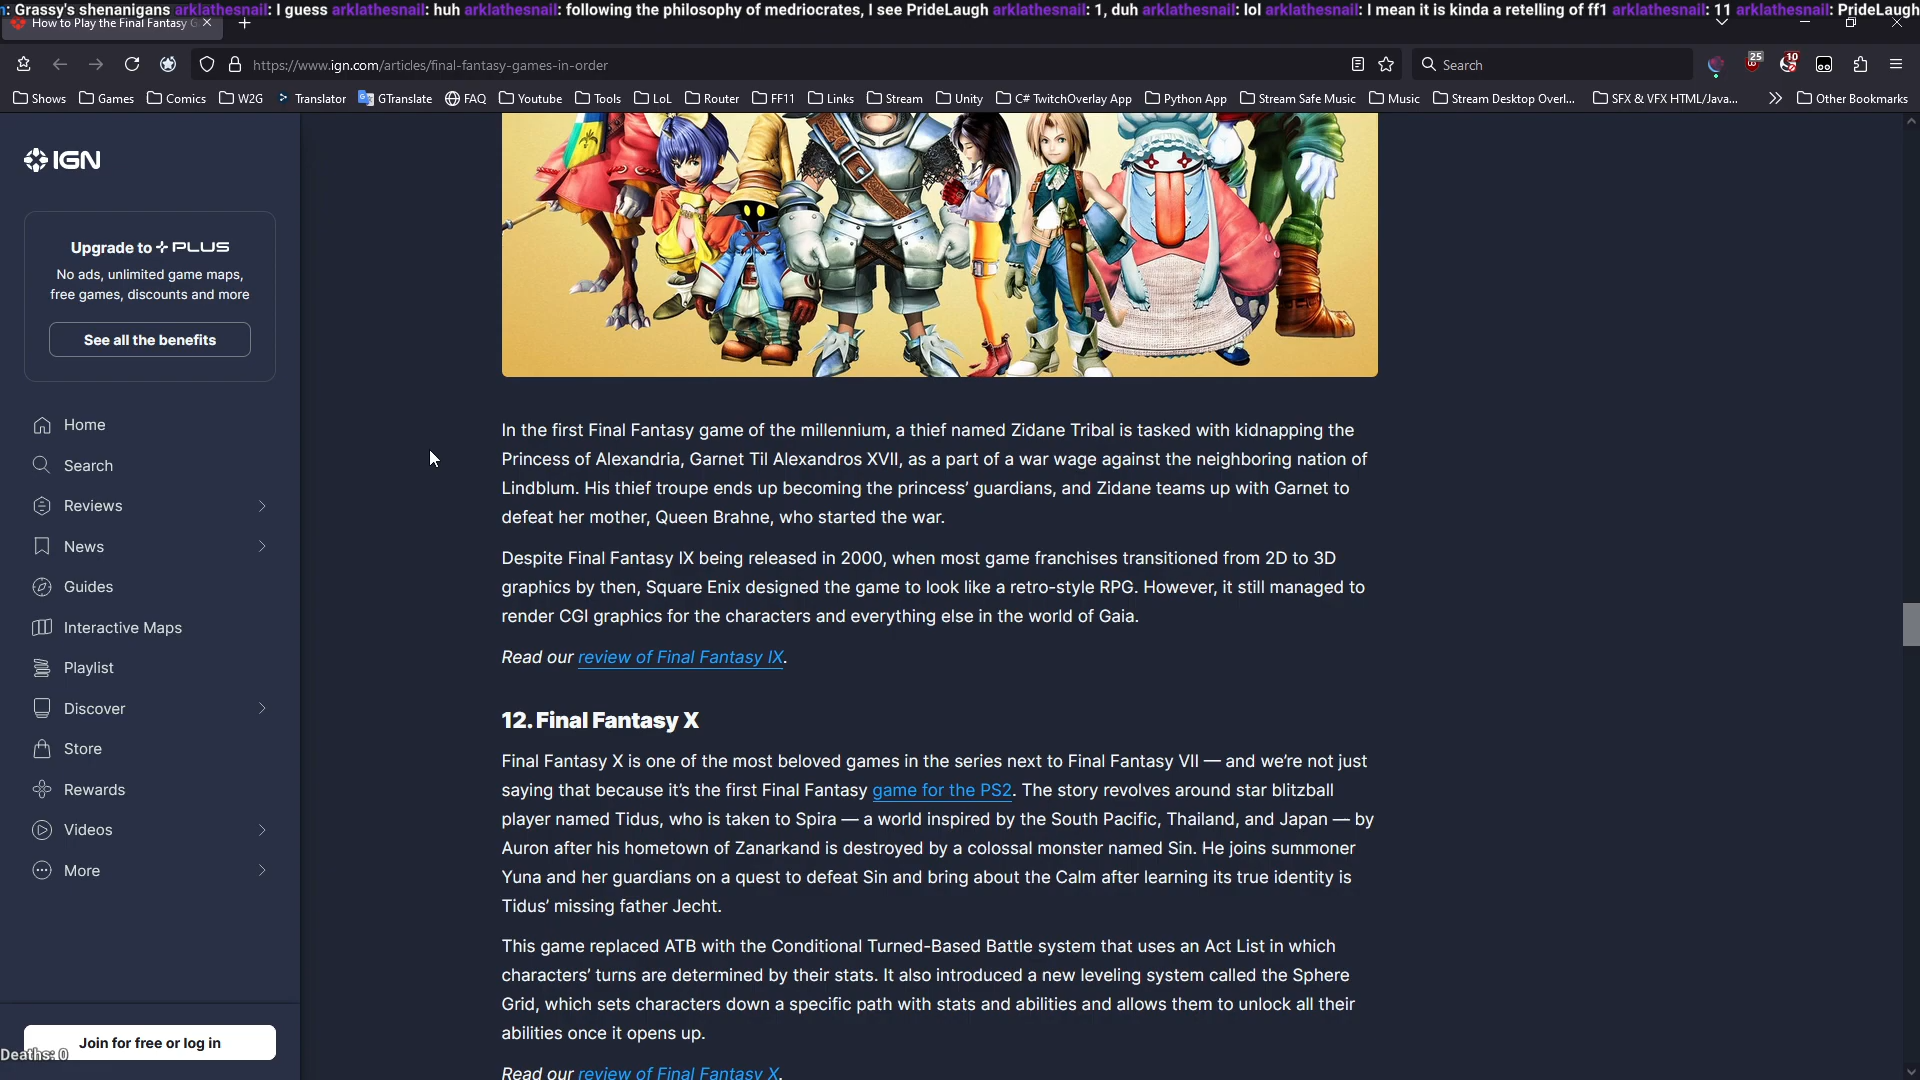 : Grassy's shenanigans arklathesnail: I guess arklathesnail: huh arklathesnail: following the philosophy of mediocrates, I see PrideLaugh arklathesnail: 1, duh arklathesnail: lol arklathesnail: I mean it is kinda a retelling of ff1 arklathesnail: 11 arklathesnail: PrideLaugh
How to Play the Final Fantasy G
https://www.ign.com/articles/final-fantasy-games-in-order
Search
25
10
Shows
Games
Comics
W2G
Translator
GTranslate
FAQ
Youtube
Tools
LoL
Router
FF11
Links
Stream
Unity
C# TwitchOverlay App
Python App
Stream Safe Music
Music
Stream Desktop Overl...
SFX & VFX HTML/Java...
Other Bookmarks
IGN
Upgrade to PLUS
No ads, unlimited game maps,
free games, discounts and more
See all the benefits
Home
Search
Reviews
News
Guides
Interactive Maps
Playlist
Discover
Store
Rewards
Videos
More
Join for free or log in
Deaths: 0
In the first Final Fantasy game of the millennium, a thief named Zidane Tribal is tasked with kidnapping the
Princess of Alexandria, Garnet Til Alexandros XVII, as a part of a war wage against the neighboring nation of
Lindblum. His thief troupe ends up becoming the princess’ guardians, and Zidane teams up with Garnet to
defeat her mother, Queen Brahne, who started the war.
Despite Final Fantasy IX being released in 2000, when most game franchises transitioned from 2D to 3D
graphics by then, Square Enix designed the game to look like a retro-style RPG. However, it still managed to
render CGI graphics for the characters and everything else in the world of Gaia.
Read our review of Final Fantasy IX.
12. Final Fantasy X
Final Fantasy X is one of the most beloved games in the series next to Final Fantasy VII — and we’re not just
saying that because it’s the first Final Fantasy game for the PS2. The story revolves around star blitzball
player named Tidus, who is taken to Spira — a world inspired by the South Pacific, Thailand, and Japan — by
Auron after his hometown of Zanarkand is destroyed by a colossal monster named Sin. He joins summoner
Yuna and her guardians on a quest to defeat Sin and bring about the Calm after learning its true identity is
Tidus’ missing father Jecht.
This game replaced ATB with the Conditional Turned-Based Battle system that uses an Act List in which
characters’ turns are determined by their stats. It also introduced a new leveling system called the Sphere
Grid, which sets characters down a specific path with stats and abilities and allows them to unlock all their
abilities once it opens up.
Read our review of Final Fantasy X.